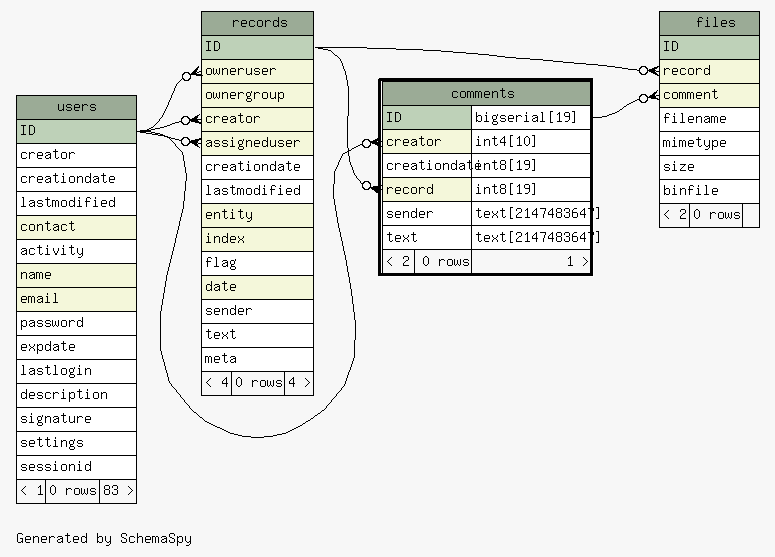 users
ID
creator
creationdate
lastmodified
contact
activity
name
email
password
expdate
lastlogin
description
signature
settings
sessionid
< 1 0 rows 83 >
records
ID
owneruser
ownergroup
creator
assigneduser
creationdate
lastmodified
entity
index
flag
date
sender
text
meta
< 4 0 rows 4 >
comments
ID bigserial[19]
creator int4[10]
creationdate int8[19]
record int8[19]
sender text[2147483647]
text text[2147483647]
< 2 0 rows 1 >
files
ID
record
comment
filename
mimetype
size
binfile
< 2 0 rows
Generated by SchemaSpy